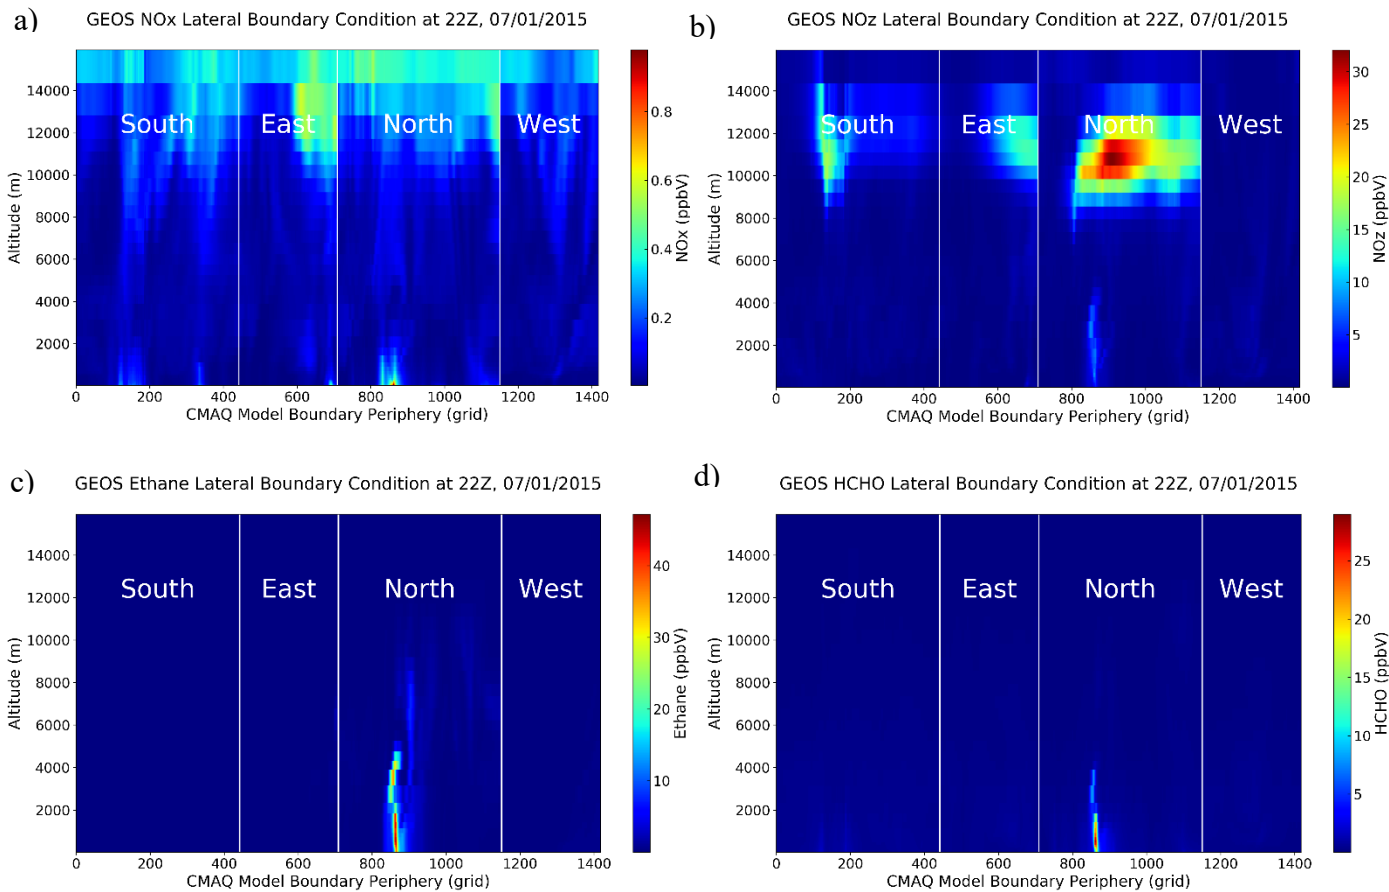 a)
GEOS NOx Lateral Boundary Condition at 22Z, 07/01/2015
14000
12000
10000
8000
6000
4000
2000
Altitude (m)
South
East
North
West
0
200
400
600
800
1000
1200
1400
CMAQ Model Boundary Periphery (grid)
0.8
0.6
0.4
0.2
NOx (ppbV)
b)
GEOS NOz Lateral Boundary Condition at 22Z, 07/01/2015
14000
12000
10000
8000
6000
4000
2000
Altitude (m)
South
East
North
West
0
200
400
600
800
1000
1200
1400
CMAQ Model Boundary Periphery (grid)
30
25
20
15
10
5
NOz (ppbV)
c)
GEOS Ethane Lateral Boundary Condition at 22Z, 07/01/2015
14000
12000
10000
8000
6000
4000
2000
Altitude (m)
South
East
North
West
0
200
400
600
800
1000
1200
1400
CMAQ Model Boundary Periphery (grid)
40
30
20
10
Ethane (ppbV)
d)
GEOS HCHO Lateral Boundary Condition at 22Z, 07/01/2015
14000
12000
10000
8000
6000
4000
2000
Altitude (m)
South
East
North
West
0
200
400
600
800
1000
1200
1400
CMAQ Model Boundary Periphery (grid)
25
20
15
10
5
HCHO (ppbV)